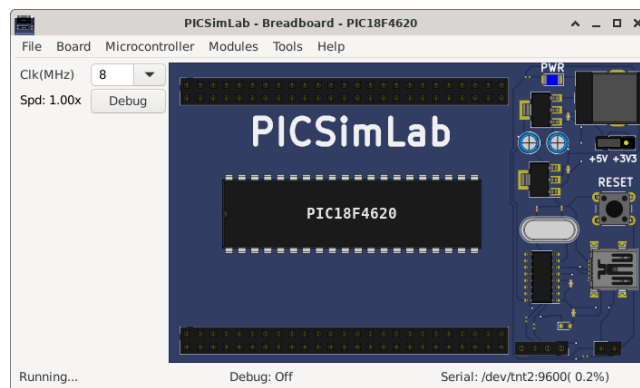 PICSimLab - Breadboard - PIC18F4620
File Board Microcontroller Modules Tools Help
Clk(MHz) 8
Spd: 1.00x Debug
PWR
PICSimLab
+5V +3V3
RESET
PIC18F4620
Running... Debug: Off Serial: /dev/tnt2:9600( 0.2%)